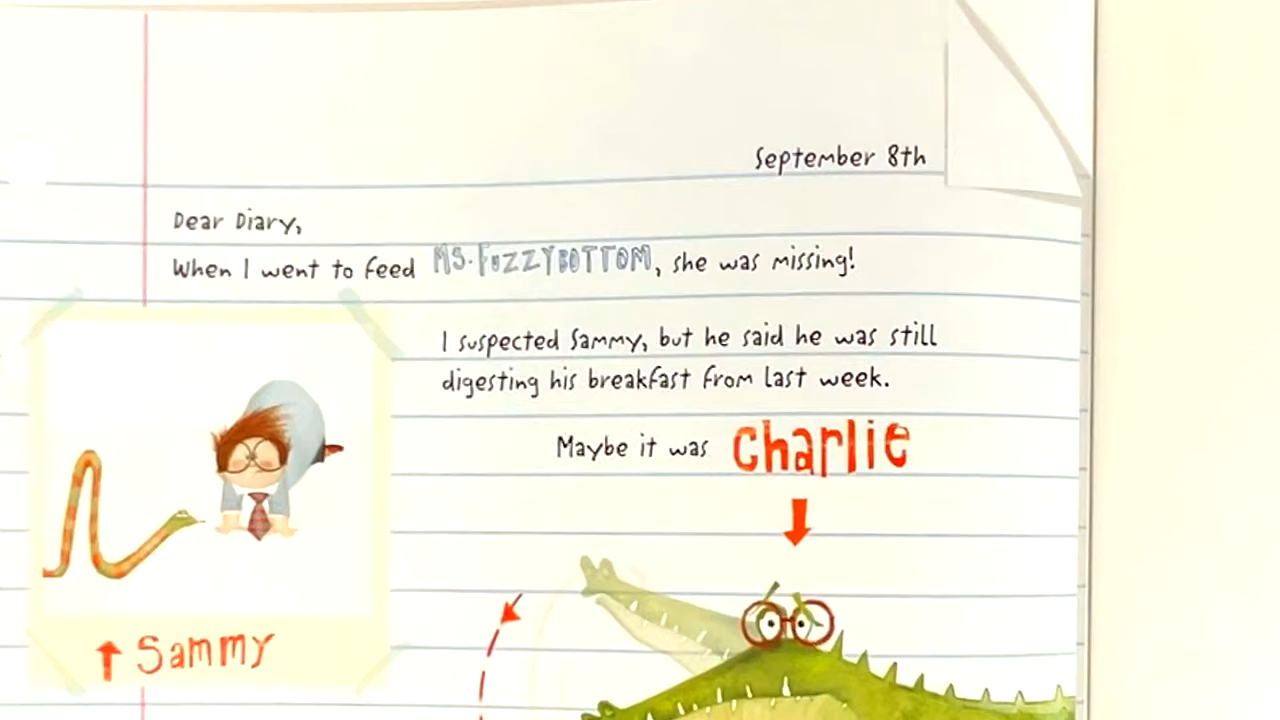 September 8th
Dear Diary,
When I went to feed MS. FUZZYBOTTOM, she was missing!
I suspected Sammy, but he said he was still
digesting his breakfast from last week.
Maybe it was Charlie
Sammy